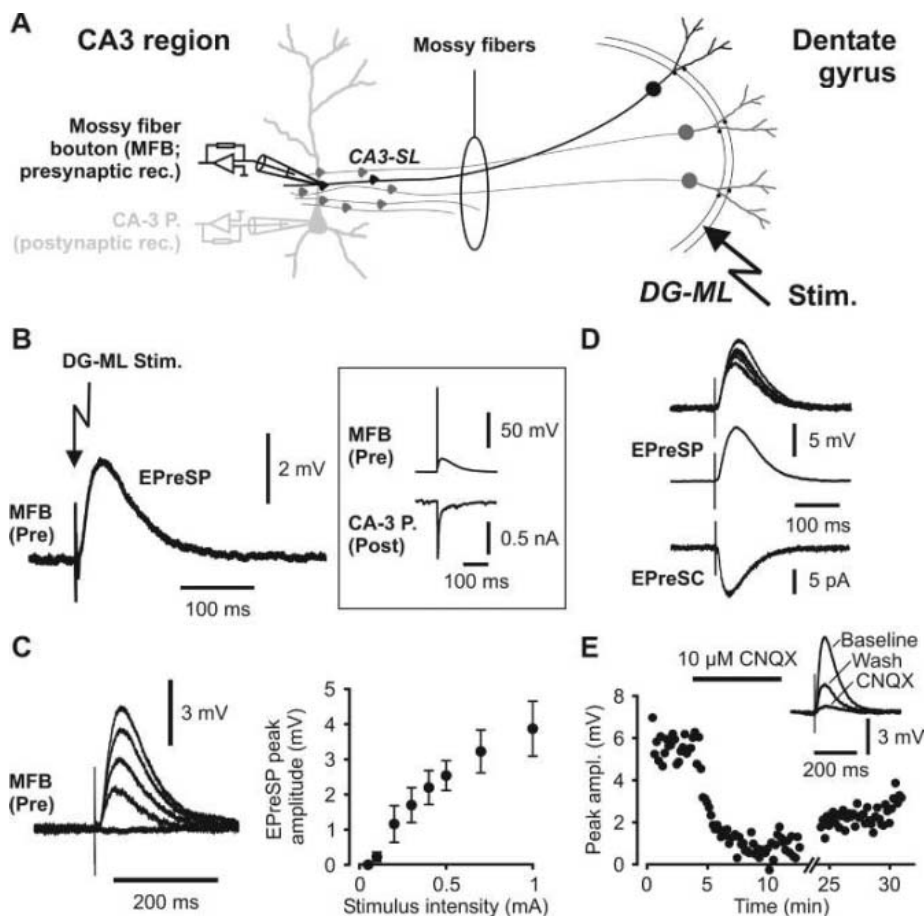 A
CA3 region
Mossy fibers
Dentate
gyrus
Mossy fiber
bouton (MFB;
presynaptic rec.)
CA3-SL
CA-3 P.
(postynaptic rec.)
DG-ML
Stim.
B
DG-ML Stim.
EPreSP
2 mV
MFB
(Pre)
100 ms
MFB
(Pre)
50 mV
CA-3 P.
(Post)
0.5 nA
100 ms
D
EPreSP
5 mV
100 ms
EPreSC
5 pA
C
3 mV
MFB
(Pre)
200 ms
EPreSP peak
amplitude (mV)
5
4
3
2
1
0
0
0.5
1
Stimulus intensity (mA)
E
10 µM CNQX
Baseline
Wash
CNQX
3 mV
200 ms
Peak ampl. (mV)
8
6
4
2
0
0
5
10
25
30
Time (min)